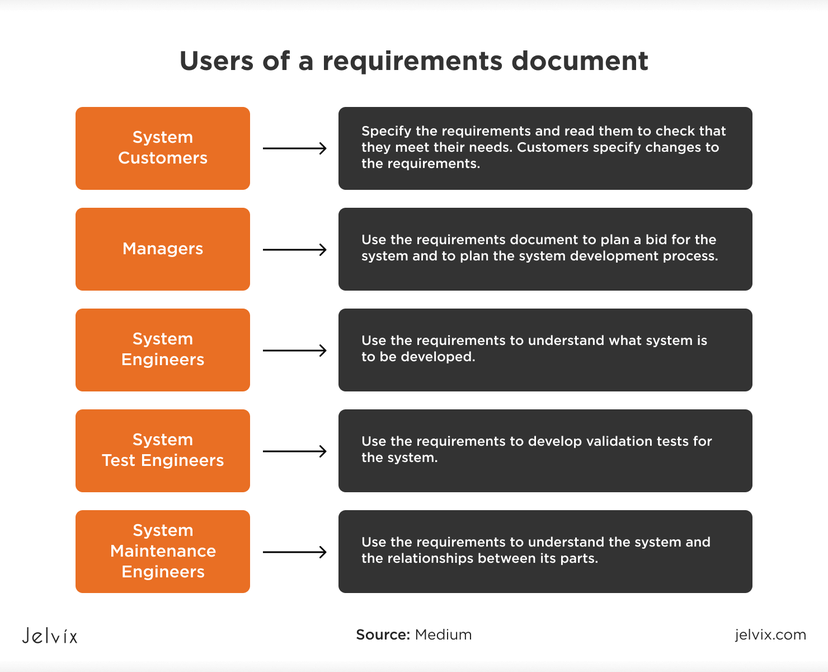 Users of a requirements document
System
Customers
Specify the requirements and read them to check that
they meet their needs. Customers specify changes to
the requirements.
Managers
Use the requirements document to plan a bid for the
system and to plan the system development process.
System
Engineers
Use the requirements to understand what system is
to be developed.
System
Test Engineers
Use the requirements to develop validation tests for
the system.
System
Maintenance
Engineers
Use the requirements to understand the system and
the relationships between its parts.
Jelvix
Source: Medium
jelvix.com